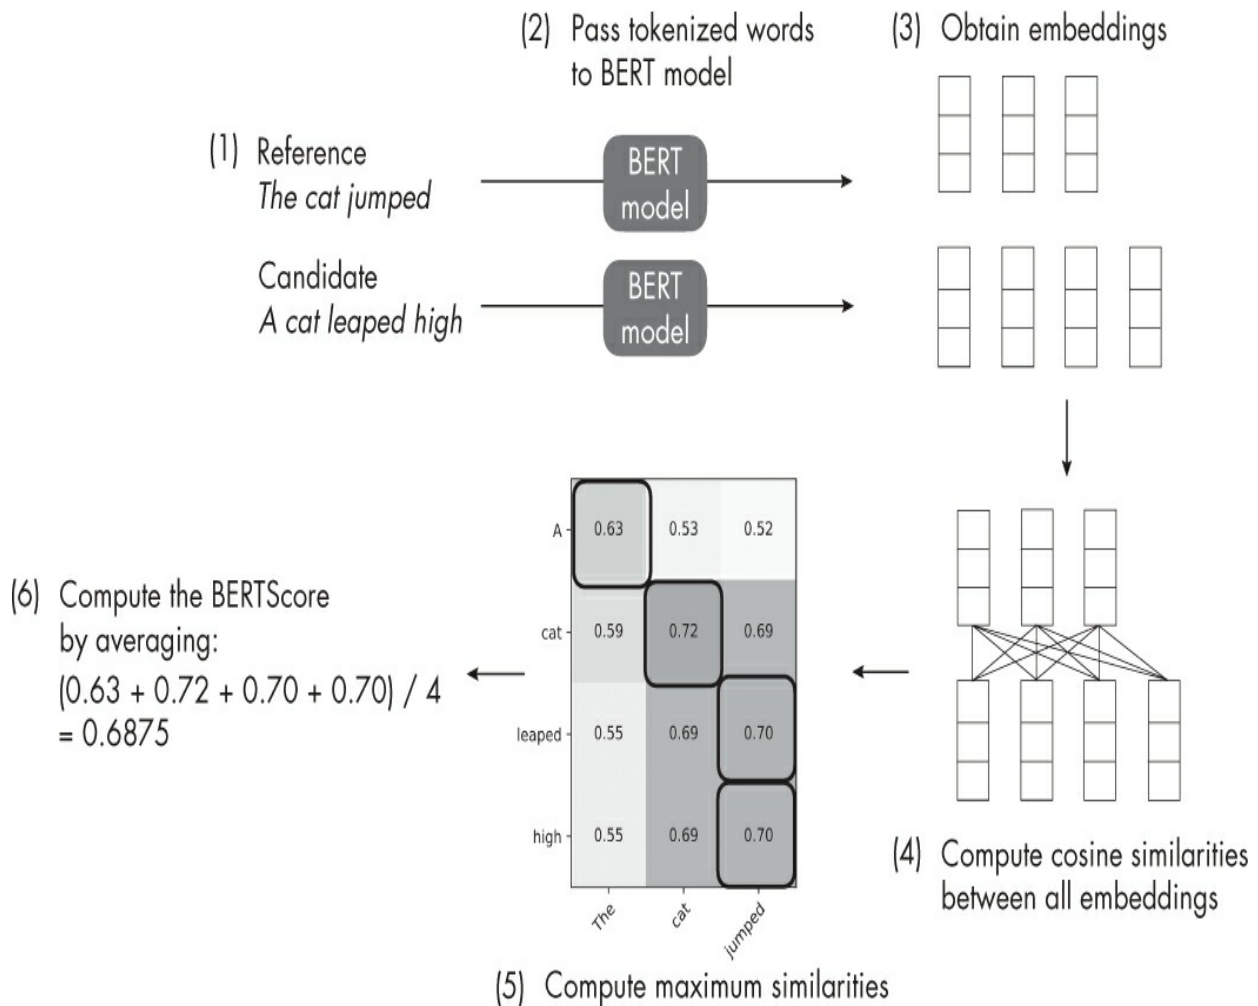 (1) Reference
The cat jumped
Candidate
A cat leaped high
(2) Pass tokenized words
to BERT model
BERT
model
BERT
model
(3) Obtain embeddings
(4) Compute cosine similarities
between all embeddings
A 0.63 0.53 0.52
cat 0.59 0.72 0.69
leaped 0.55 0.69 0.70
high 0.55 0.69 0.70
The cat jumped
(5) Compute maximum similarities
(6) Compute the BERTScore
by averaging:
(0.63 + 0.72 + 0.70 + 0.70) / 4
= 0.6875